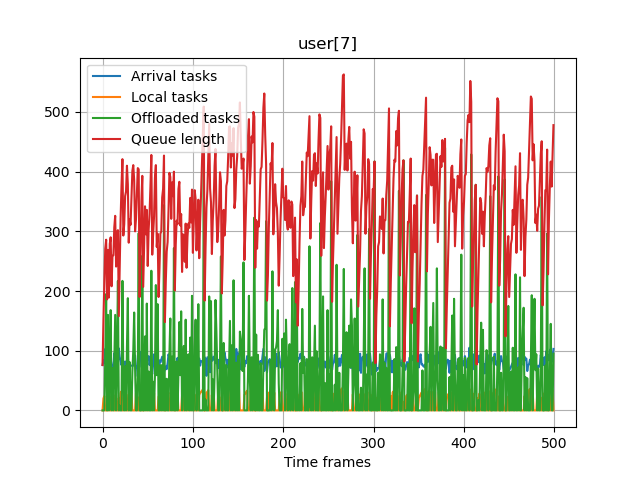 user[7]
Arrival tasks
Local tasks
Offloaded tasks
Queue length
500
400
300
200
100
0
0 100 200 300 400 500
Time frames